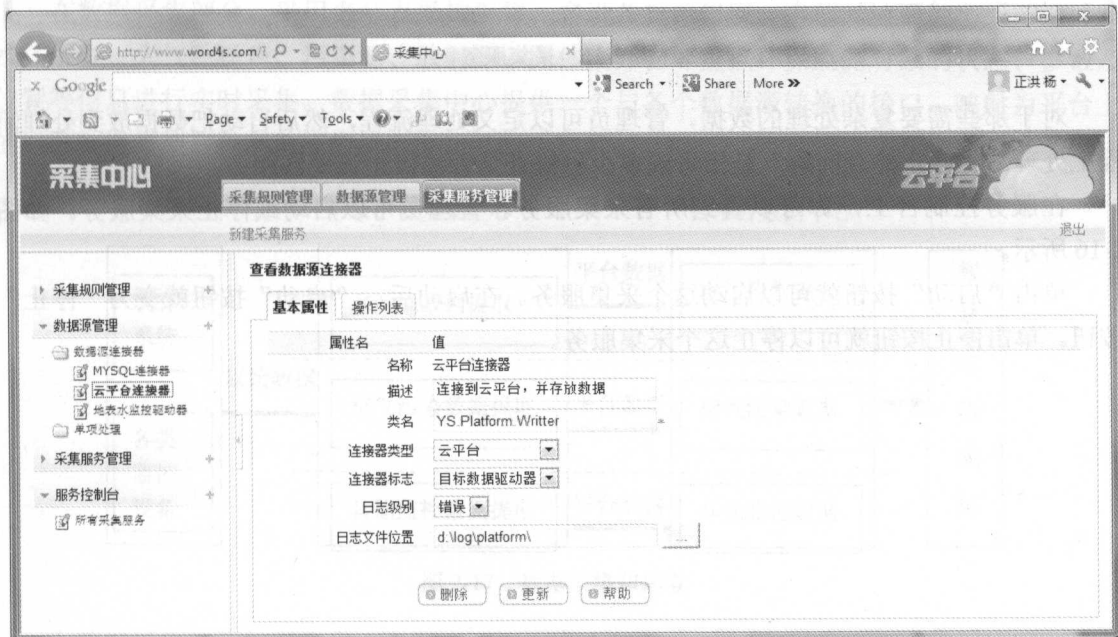 http://www.word4s.com/
采集中心
Google
Search
Share
More »
正洪杨
Page
Safety
Tools
采集中心
云平台
采集规则管理
数据源管理
采集服务管理
新建采集服务
退出
采集规则管理
数据源管理
数据源连接器
MYSQL连接器
云平台连接器
地表水监控驱动器
单项处理
采集服务管理
服务控制台
所有采集服务
查看数据源连接器
基本属性
操作列表
属性名 值
名称 云平台连接器
描述 连接到云平台，并存放数据
类名 YS.Platform.Writter *
连接器类型 云平台
连接器标志 目标数据驱动器
日志级别 错误
日志文件位置 d:\log\platform\ ...
删除 更新 帮助